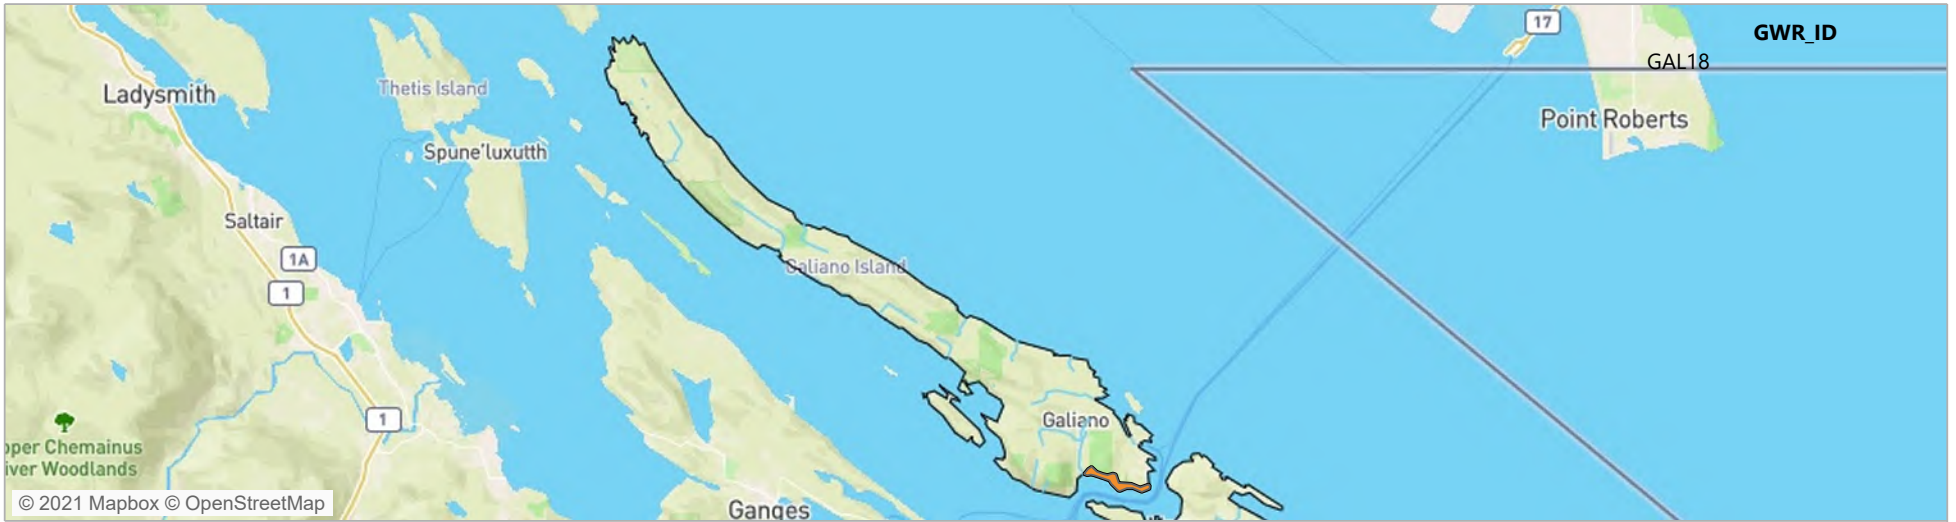 17
GWR_ID
GAL18
Ladysmith
Thetis Island
Point Roberts
Spune'luxutth
Saltair
1A
Galiano Island
1
1
Galiano
pper Chemainus
iver Woodlands
© 2021 Mapbox © OpenStreetMap
Ganges